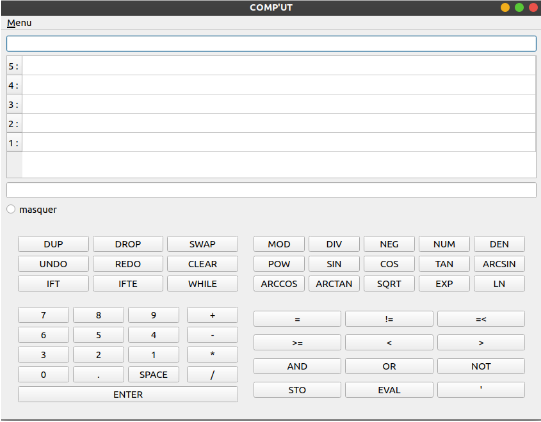 COMP'UT
Menu
5 :
4 :
3 :
2 :
1 :
masquer
DUP DROP SWAP MOD DIV NEG NUM DEN
UNDO REDO CLEAR POW SIN COS TAN ARCSIN
IFT IFTE WHILE ARCCOS ARCTAN SQRT EXP LN
7 8 9 + = != =<
6 5 4 - >= < >
3 2 1 * AND OR NOT
0 . SPACE / STO EVAL '
ENTER